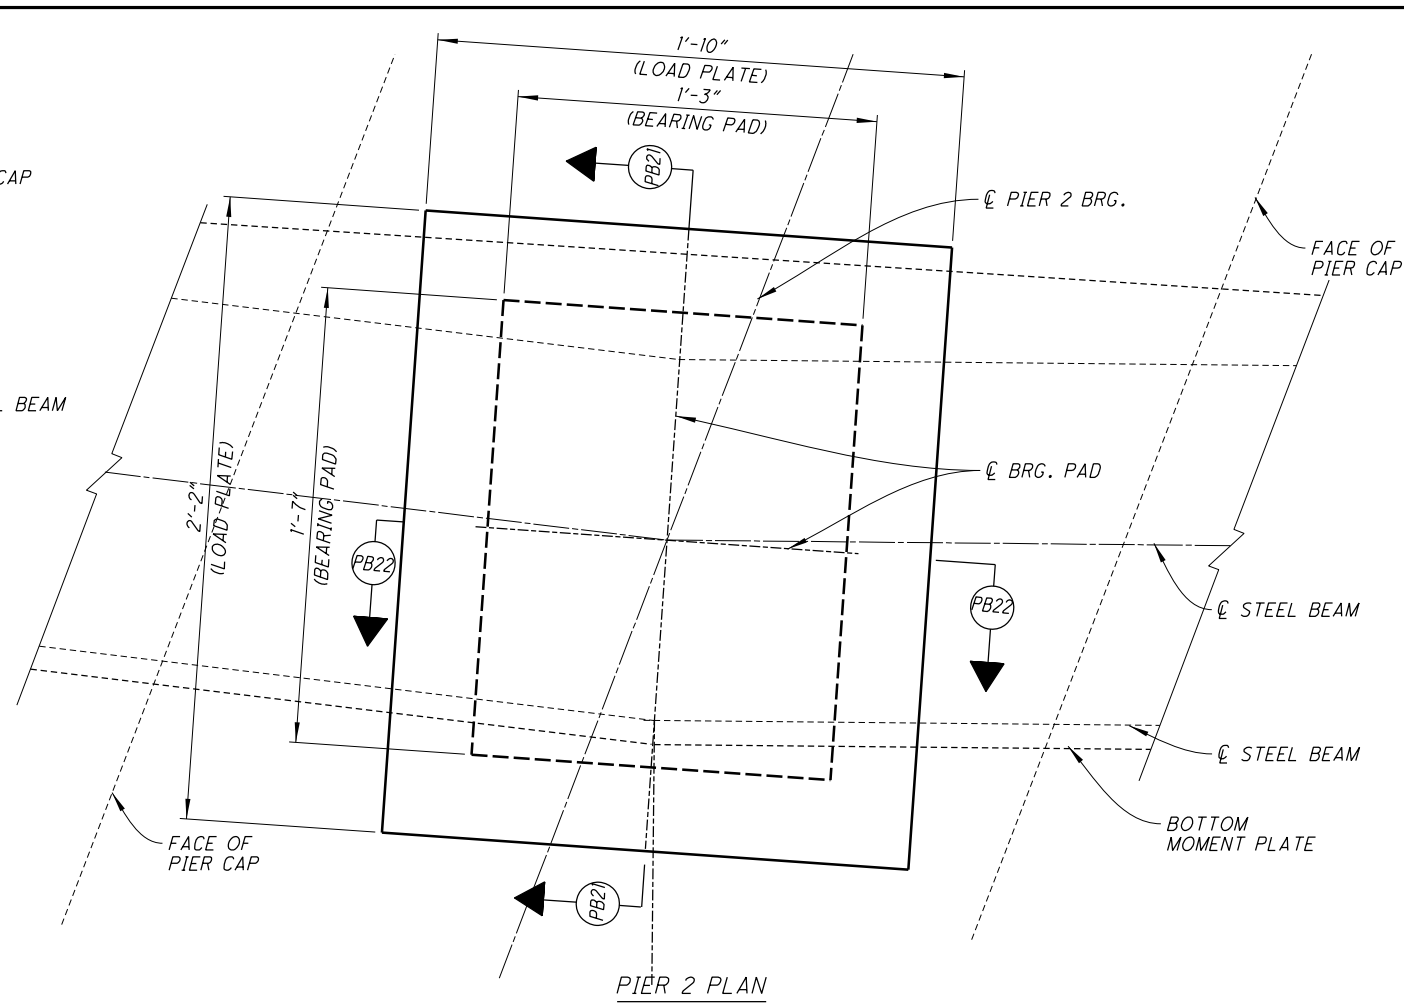 1'-10"
(LOAD PLATE)
1'-3"
(BEARING PAD)
PB21
CAP
℄ PIER 2 BRG.
FACE OF
PIER CAP
BEAM
2'-2"
(LOAD PLATE)
1'-7"
(BEARING PAD)
℄ BRG. PAD
PB22
PB22
℄ STEEL BEAM
℄ STEEL BEAM
BOTTOM
MOMENT PLATE
FACE OF
PIER CAP
PB21
PIER 2 PLAN